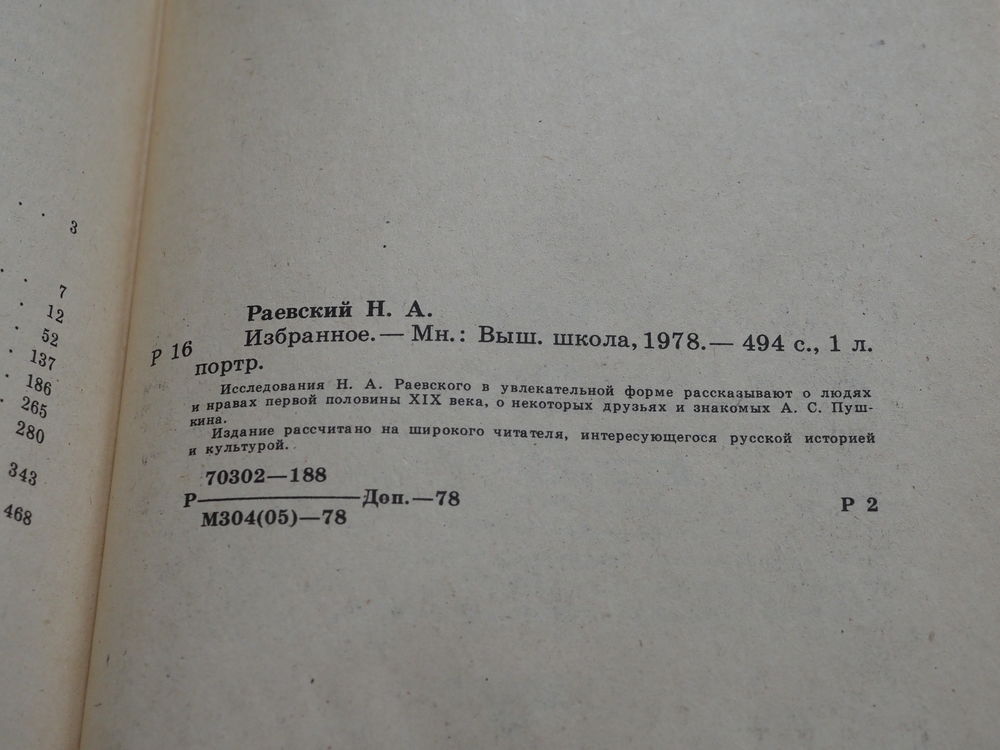 3
7
12
52
137
186
265
280
343
468
Раевский Н. А.
Р 16
Избранное.— Мн.: Выш. школа, 1978.— 494 с., 1 л.
портр.
Исследования Н. А. Раевского в увлекательной форме рассказывают о людях
и нравах первой половины XIX века, о некоторых друзьях и знакомых А. С. Пуш-
кина.
Издание рассчитано на широкого читателя, интересующегося русской историей
и культурой.
70302—188
Р————Доп.—78
М304(05)—78
Р 2